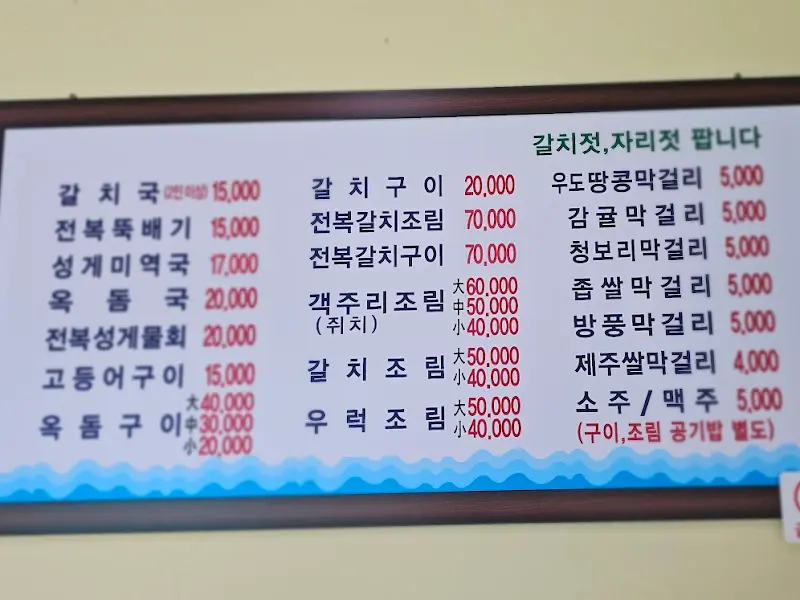 갈치젓,자리젓 팝니다
갈치국(2인이상) 15,000
전복뚝배기 15,000
성게미역국 17,000
옥돔국 20,000
전복성게물회 20,000
고등어구이 15,000
옥돔구이 大40,000
中30,000
小20,000
갈치구이 20,000
전복갈치조림 70,000
전복갈치구이 70,000
객주리조림 大60,000
(쥐치) 中50,000
小40,000
갈치조림 大50,000
小40,000
우럭조림 大50,000
小40,000
우도땅콩막걸리 5,000
감귤막걸리 5,000
청보리막걸리 5,000
좁쌀막걸리 5,000
방풍막걸리 5,000
제주쌀막걸리 4,000
소주/맥주 5,000
(구이,조림 공기밥 별도)